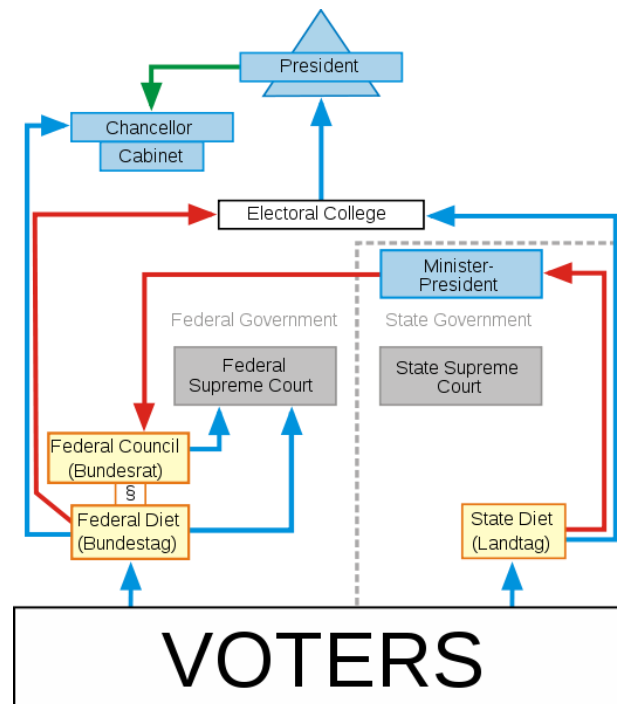 President
Chancellor
Cabinet
Electoral College
Minister-
President
Federal Government
State Government
Federal
Supreme Court
State Supreme
Court
Federal Council
(Bundesrat)
§
Federal Diet
(Bundestag)
State Diet
(Landtag)
VOTERS